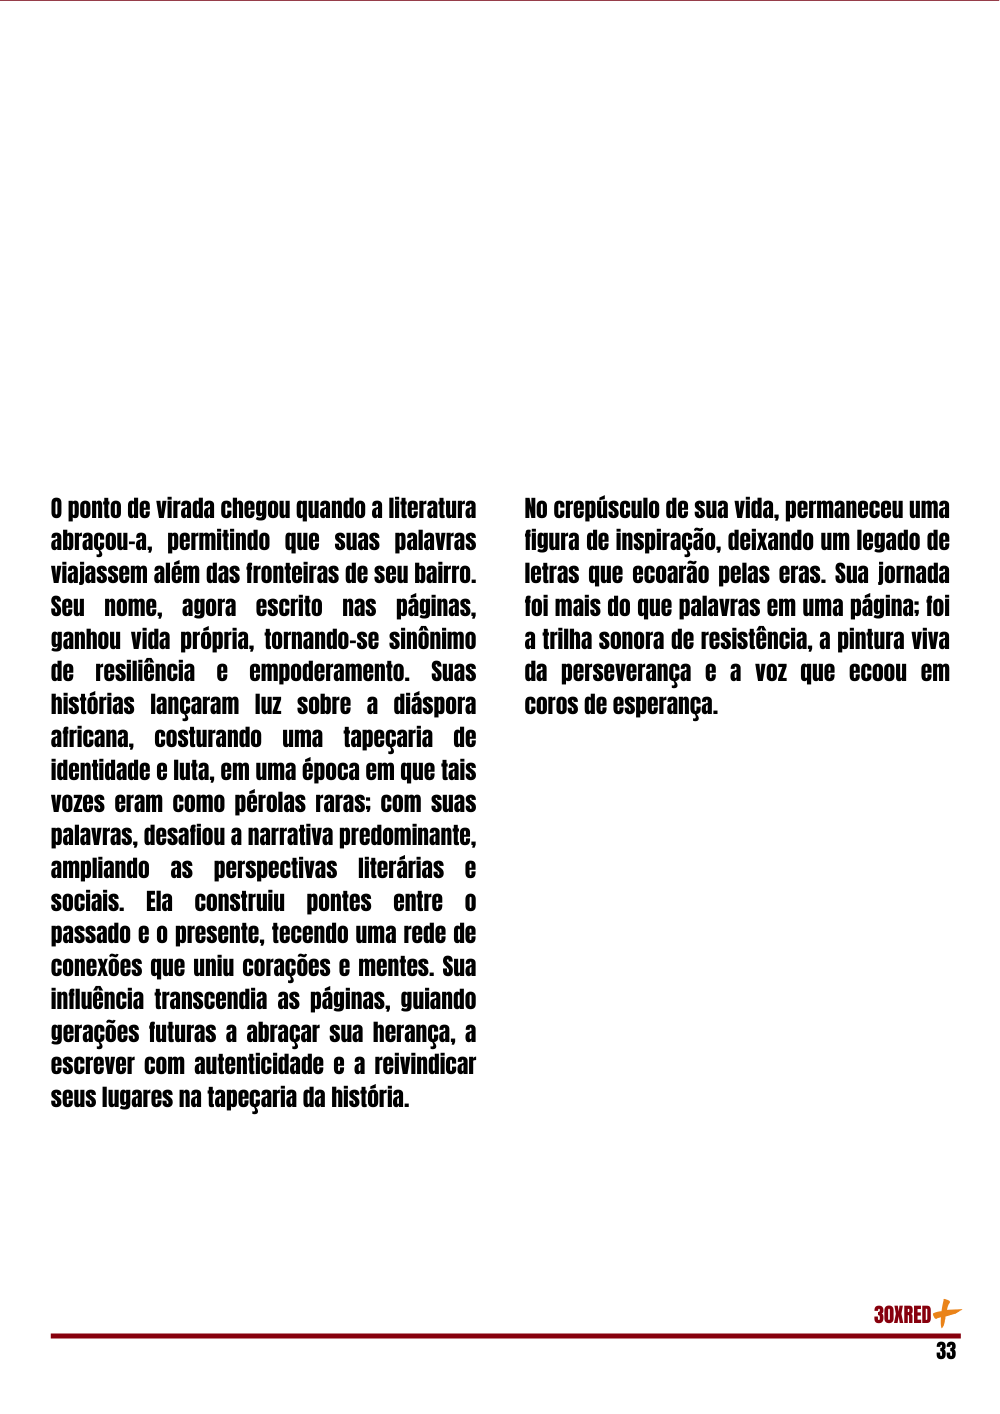 O ponto de virada chegou quando a literatura
abraçou-a, permitindo que suas palavras
viajassem além das fronteiras de seu bairro.
Seu nome, agora escrito nas páginas,
ganhou vida própria, tornando-se sinônimo
de resiliência e empoderamento. Suas
histórias lançaram luz sobre a diáspora
africana, costurando uma tapeçaria de
identidade e luta, em uma época em que tais
vozes eram como pérolas raras; com suas
palavras, desafiou a narrativa predominante,
ampliando as perspectivas literárias e
sociais. Ela construiu pontes entre o
passado e o presente, tecendo uma rede de
conexões que uniu corações e mentes. Sua
influência transcendia as páginas, guiando
gerações futuras a abraçar sua herança, a
escrever com autenticidade e a reivindicar
seus lugares na tapeçaria da história.
No crepúsculo de sua vida, permaneceu uma
figura de inspiração, deixando um legado de
letras que ecoarão pelas eras. Sua jornada
foi mais do que palavras em uma página; foi
a trilha sonora de resistência, a pintura viva
da perseverança e a voz que ecoou em
coros de esperança.
30XRED+
33